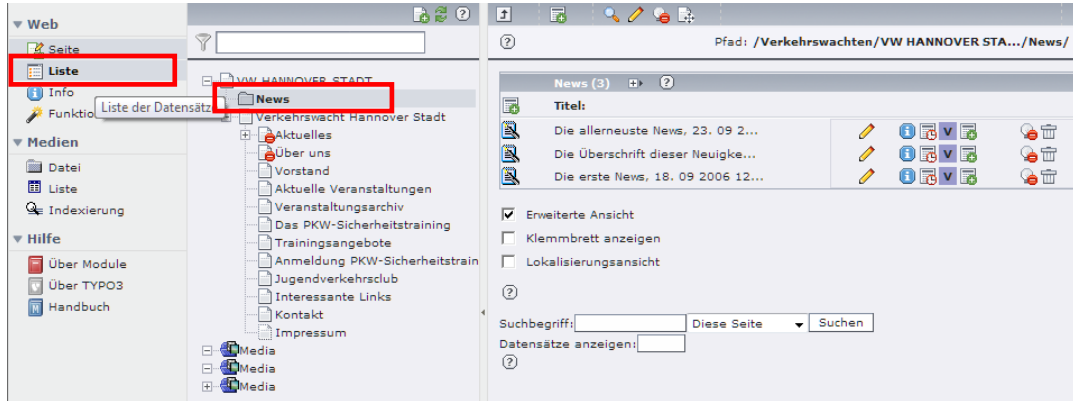 Web
Seite
Liste
Info
Funktio
Liste der Datensätze
Medien
Datei
Liste
Indexierung
Hilfe
Über Module
Über TYPO3
Handbuch
VW HANNOVER STADT
News
Verkehrswacht Hannover Stadt
Aktuelles
Über uns
Vorstand
Aktuelle Veranstaltungen
Veranstaltungsarchiv
Das PKW-Sicherheitstraining
Trainingsangebote
Anmeldung PKW-Sicherheitstrain
Jugendverkehrsclub
Interessante Links
Kontakt
Impressum
Media
Media
Media
Pfad: /Verkehrswachten/VW HANNOVER STA.../News/
News (3)
Titel:
Die allerneuste News, 23. 09 2...
Die Überschrift dieser Neuigke...
Die erste News, 18. 09 2006 12...
Erweiterte Ansicht
Klemmbrett anzeigen
Lokalisierungsansicht
Suchbegriff: Diese Seite Suchen
Datensätze anzeigen: